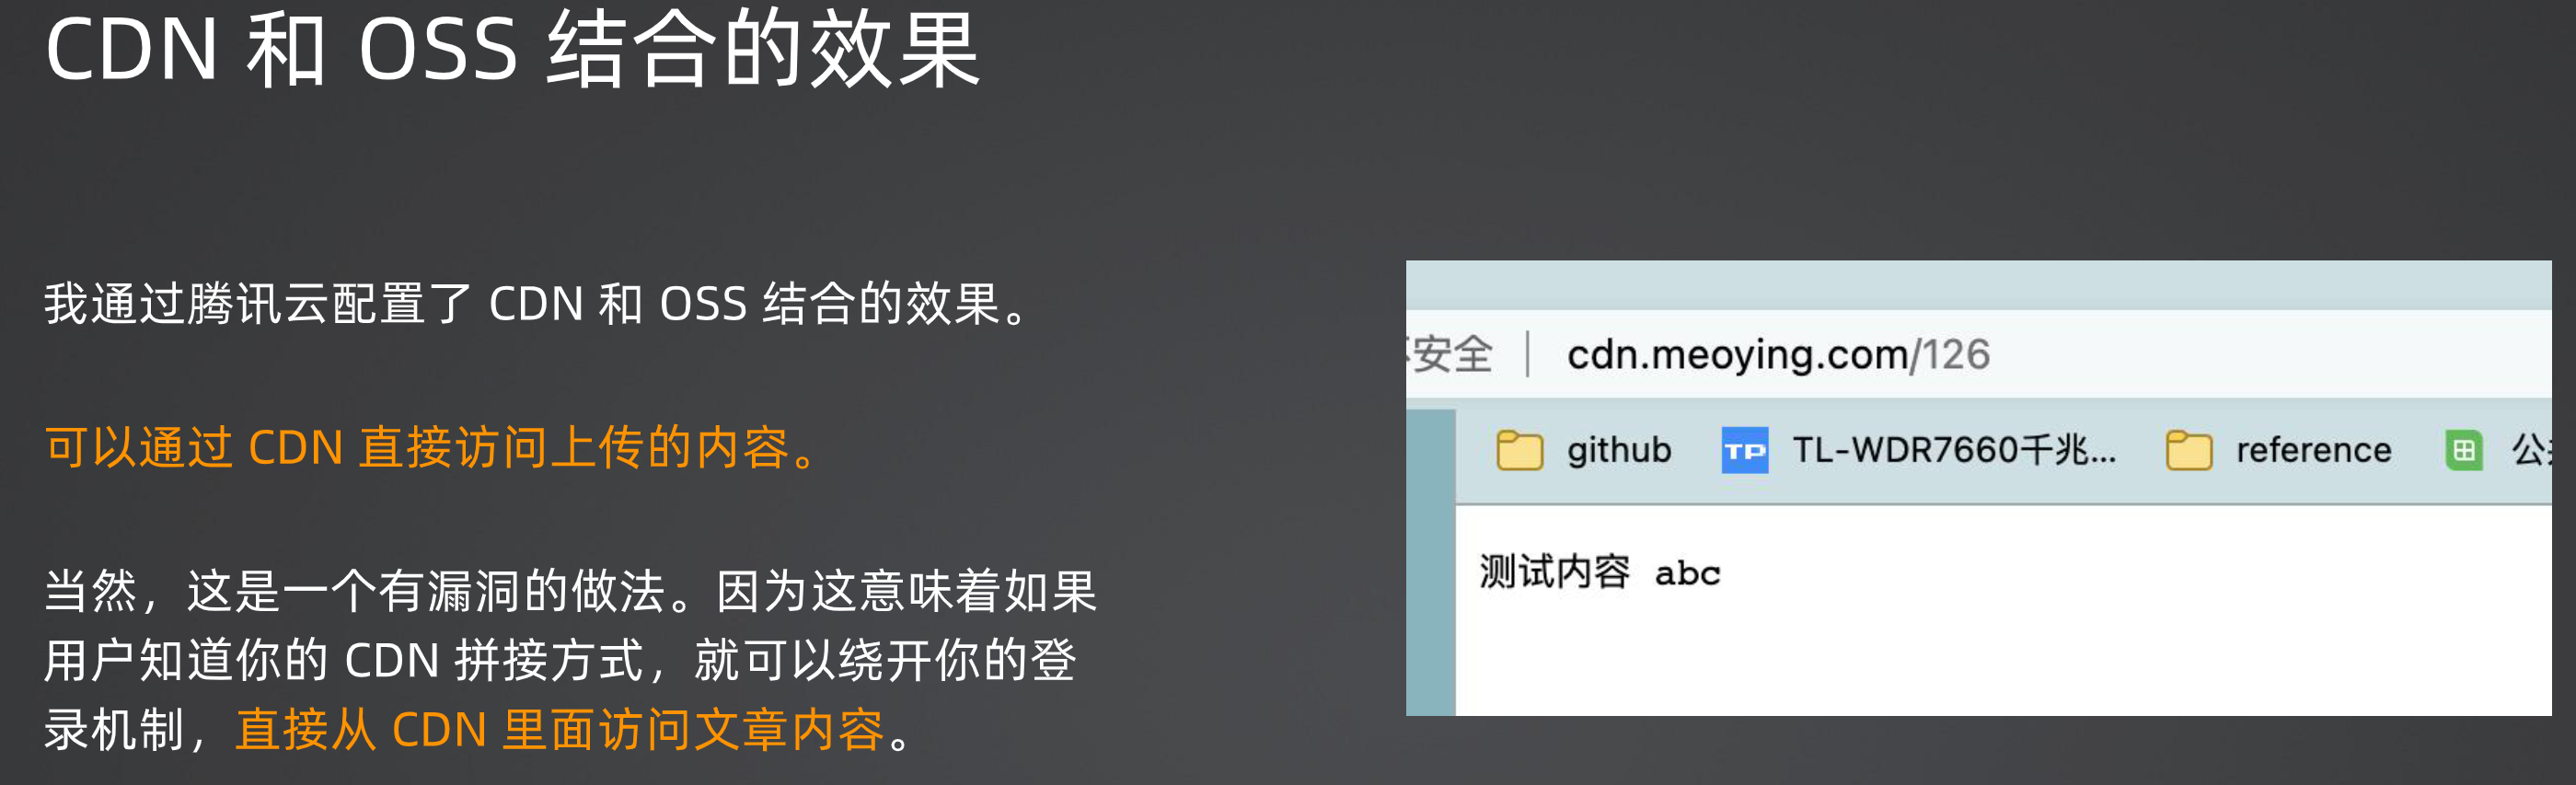 CDN 和 OSS 结合的效果
我通过腾讯云配置了 CDN 和 OSS 结合的效果。
可以通过 CDN 直接访问上传的内容。
当然，这是一个有漏洞的做法。因为这意味着如果
用户知道你的 CDN 拼接方式，就可以绕开你的登
录机制，直接从 CDN 里面访问文章内容。
安全 | cdn.meoying.com/126
github TP TL-WDR7660千兆... reference 公
测试内容 abc